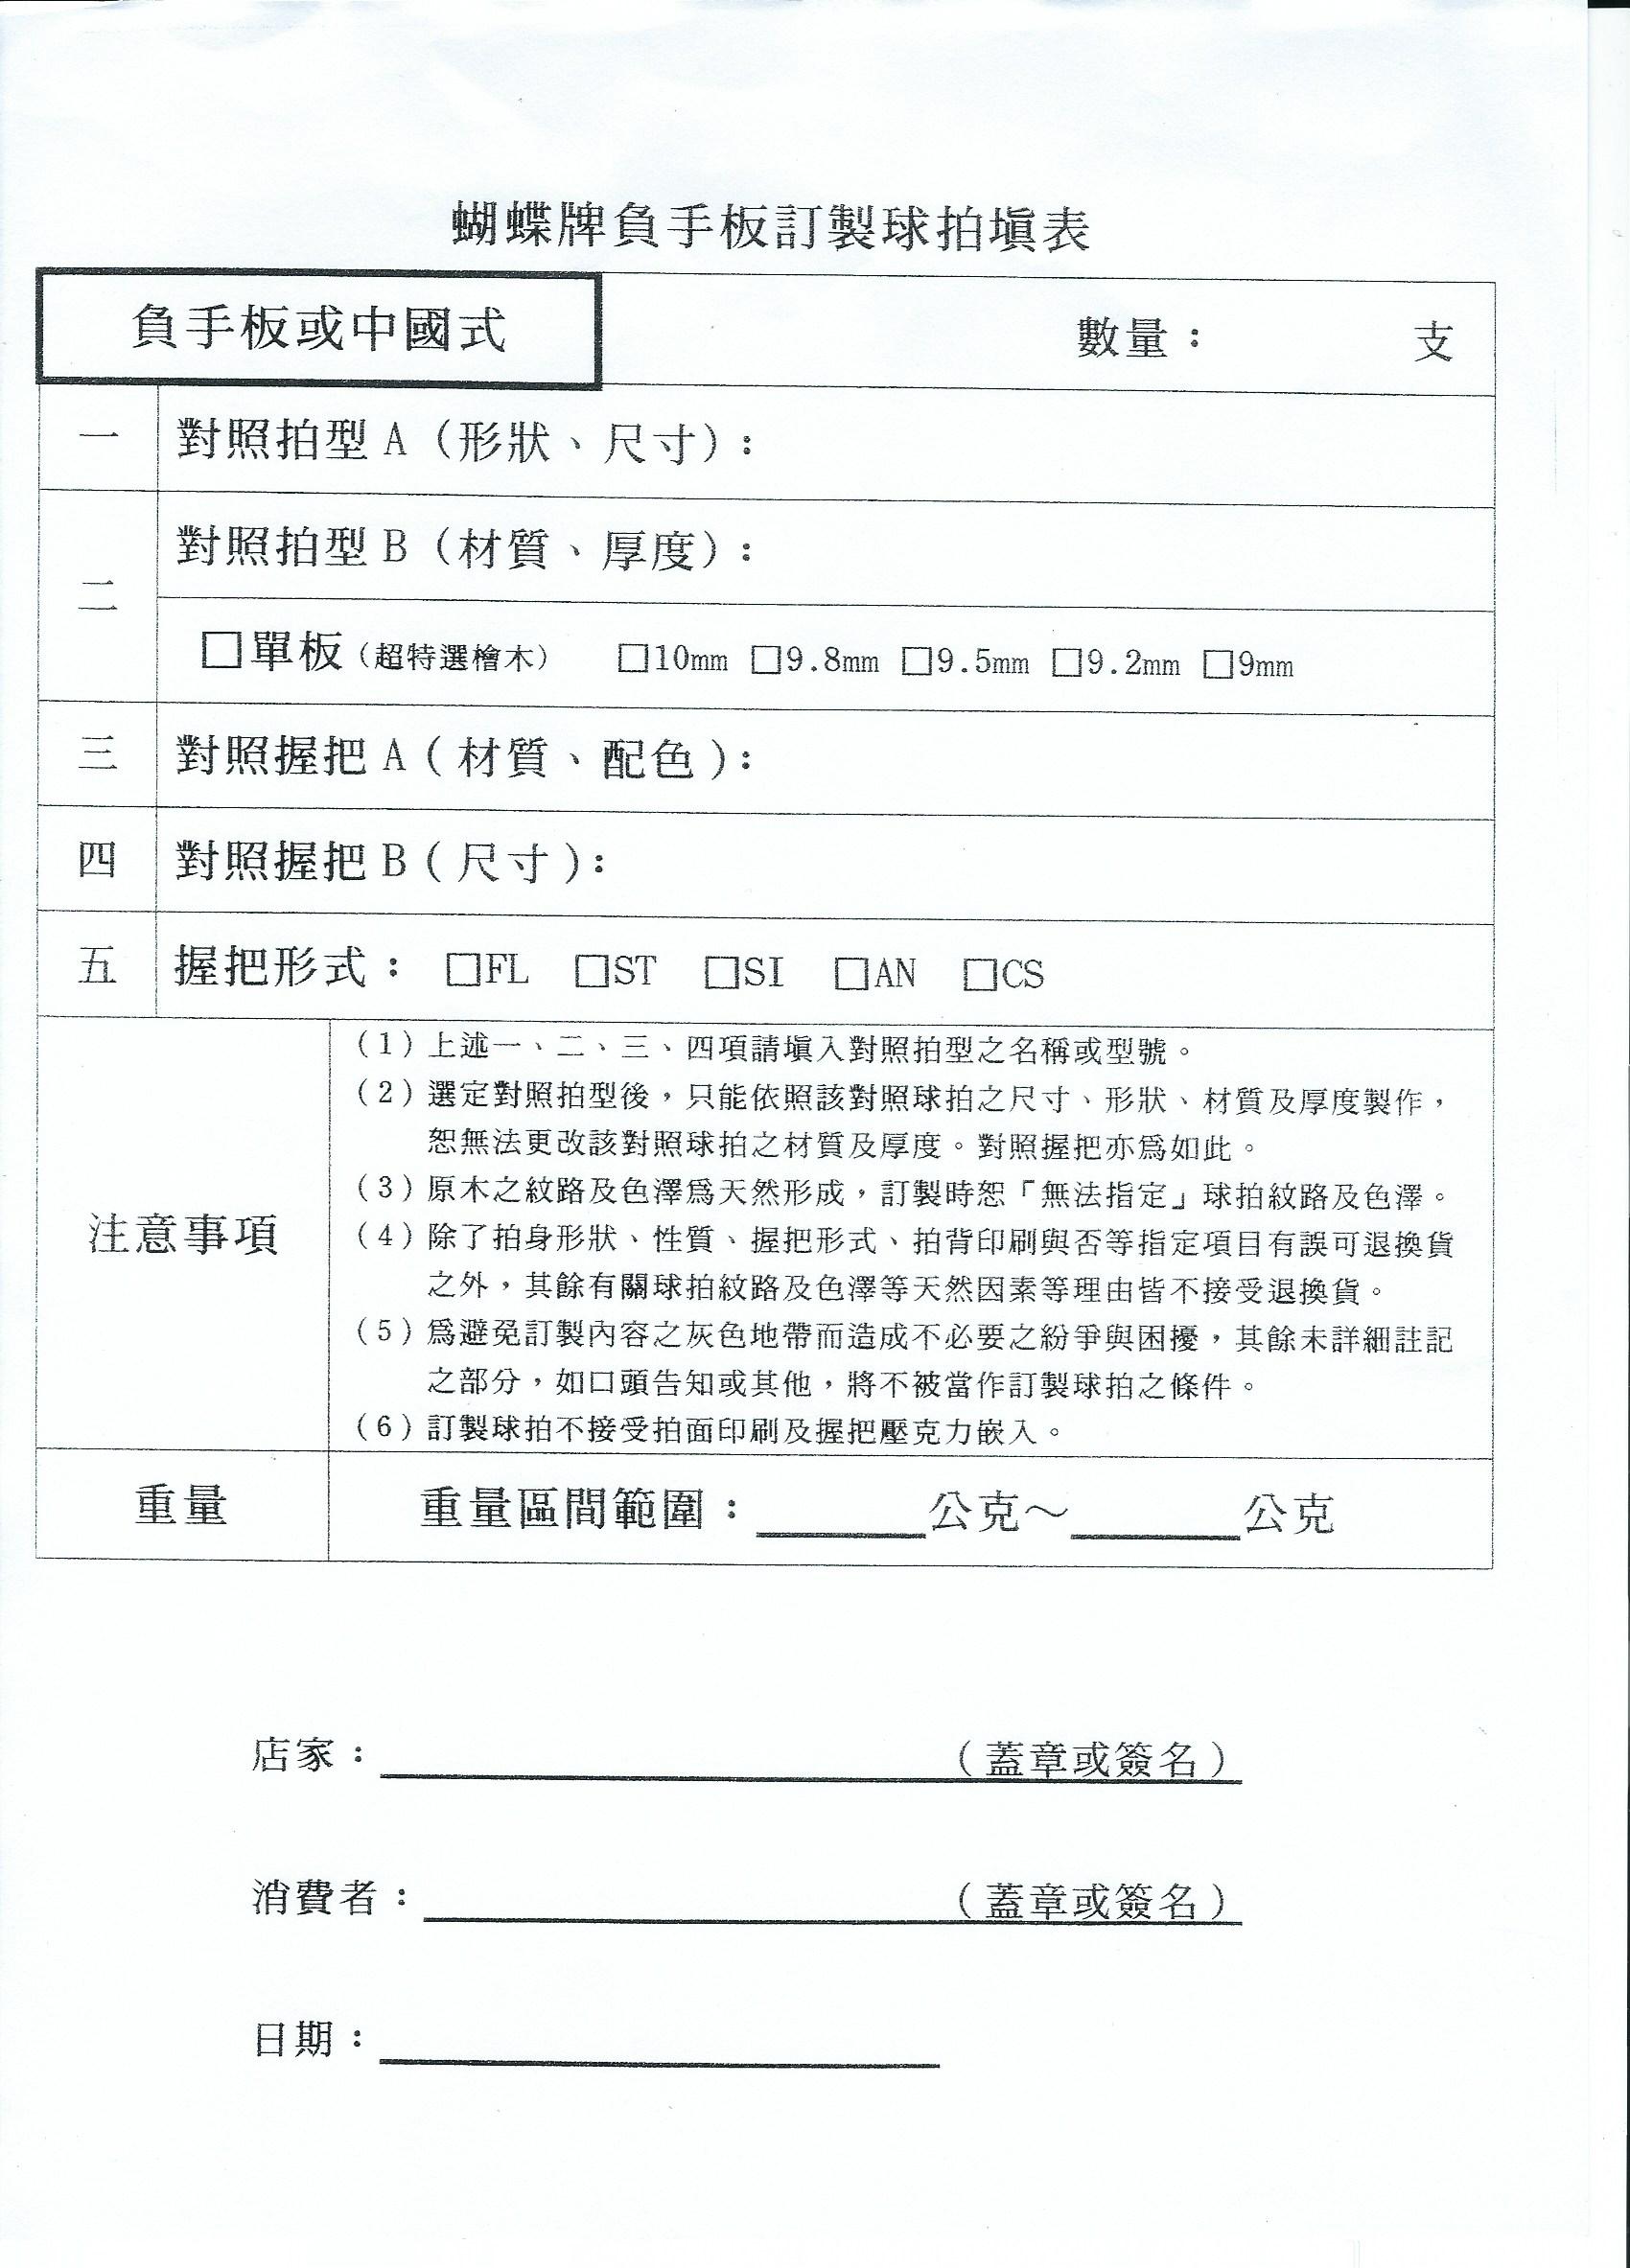 蝴蝶牌負手板訂製球拍填表
負手板或中國式 數量： 支
一 對照拍型 A（形狀、尺寸）：
二 對照拍型 B（材質、厚度）：
□單板（超特選檜木） □10mm □9.8mm □9.5mm □9.2mm □9mm
三 對照握把 A（材質、配色）：
四 對照握把 B（尺寸）：
五 握把形式： □FL □ST □SI □AN □CS
注意事項
（1）上述一、二、三、四項請填入對照拍型之名稱或型號。
（2）選定對照拍型後，只能依照該對照球拍之尺寸、形狀、材質及厚度製作，
恕無法更改該對照球拍之材質及厚度。對照握把亦為如此。
（3）原木之紋路及色澤為天然形成，訂製時恕「無法指定」球拍紋路及色澤。
（4）除了拍身形狀、性質、握把形式、拍背印刷與否等指定項目有誤可退換貨
之外，其餘有關球拍紋路及色澤等天然因素等理由皆不接受退換貨。
（5）為避免訂製內容之灰色地帶而造成不必要之紛爭與困擾，其餘未詳細註記
之部分，如口頭告知或其他，將不被當作訂製球拍之條件。
（6）訂製球拍不接受拍面印刷及握把壓克力嵌入。
重量 重量區間範圍：______公克～______公克
店家：（蓋章或簽名）
消費者：（蓋章或簽名）
日期：